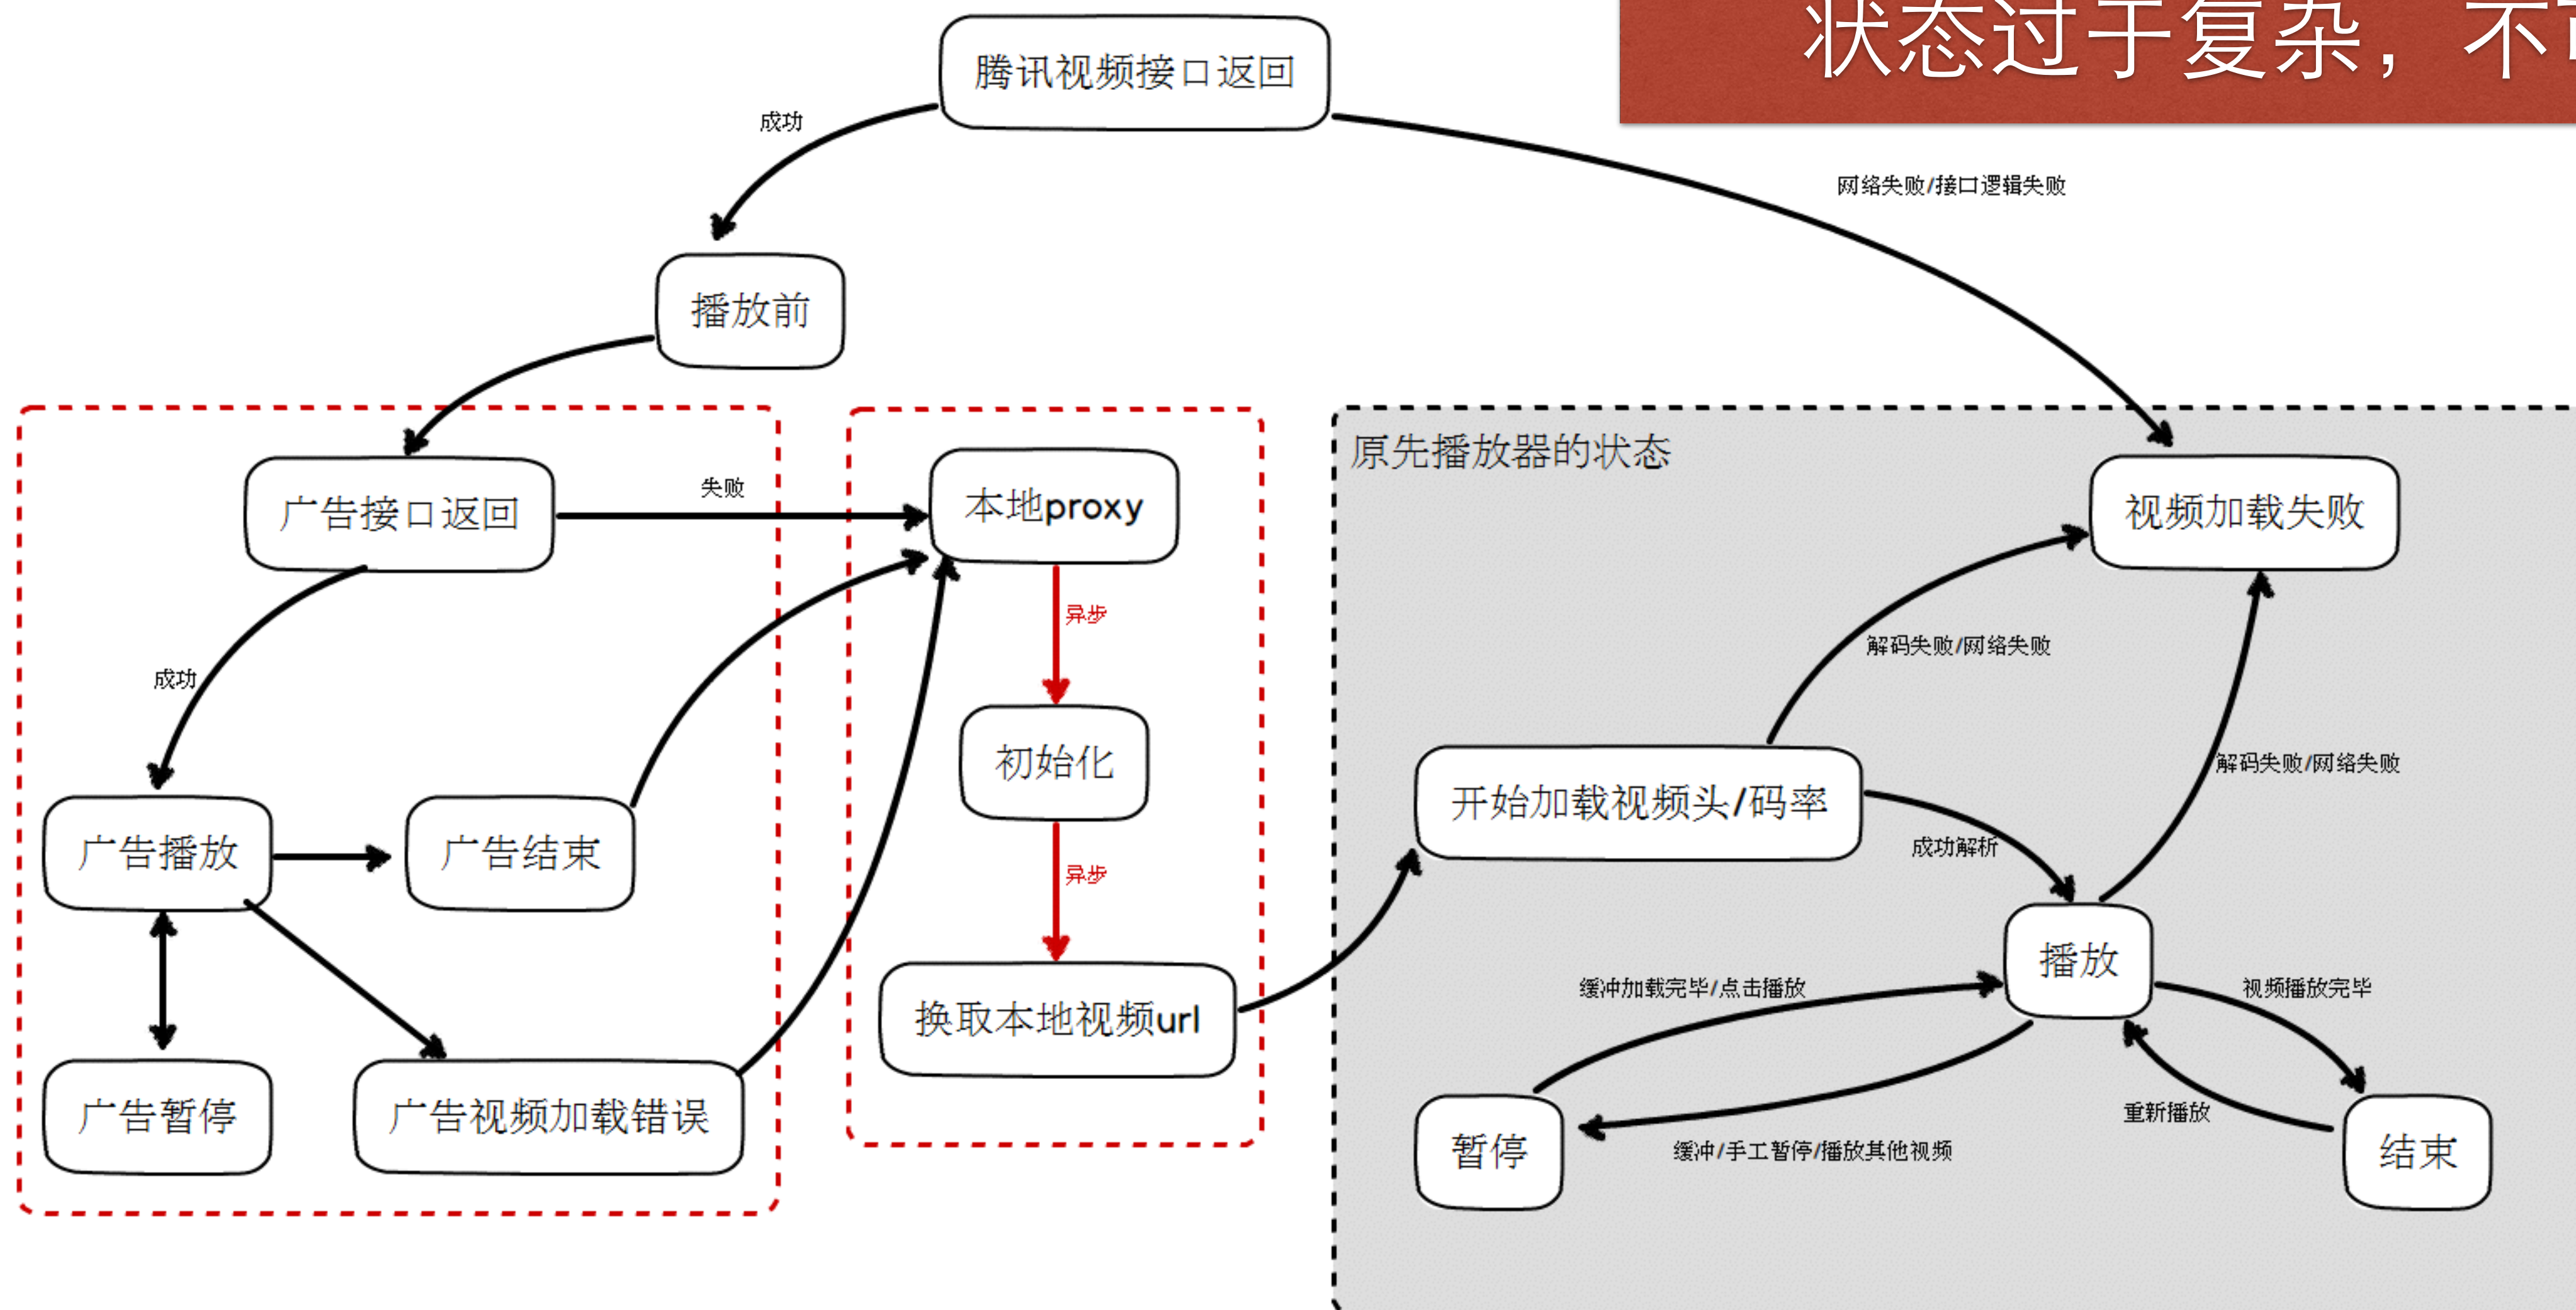 状态过于复杂，不
腾讯视频接口返回
成功
网络失败/接口逻辑失败
播放前
原先播放器的状态
广告接口返回
失败
本地proxy
视频加载失败
异步
解码失败/网络失败
成功
初始化
解码失败/网络失败
开始加载视频头/码率
成功解析
广告播放
广告结束
异步
播放
缓冲加载完毕/点击播放
视频播放完毕
换取本地视频url
广告暂停
广告视频加载错误
重新播放
暂停
缓冲/手工暂停/播放其他视频
结束